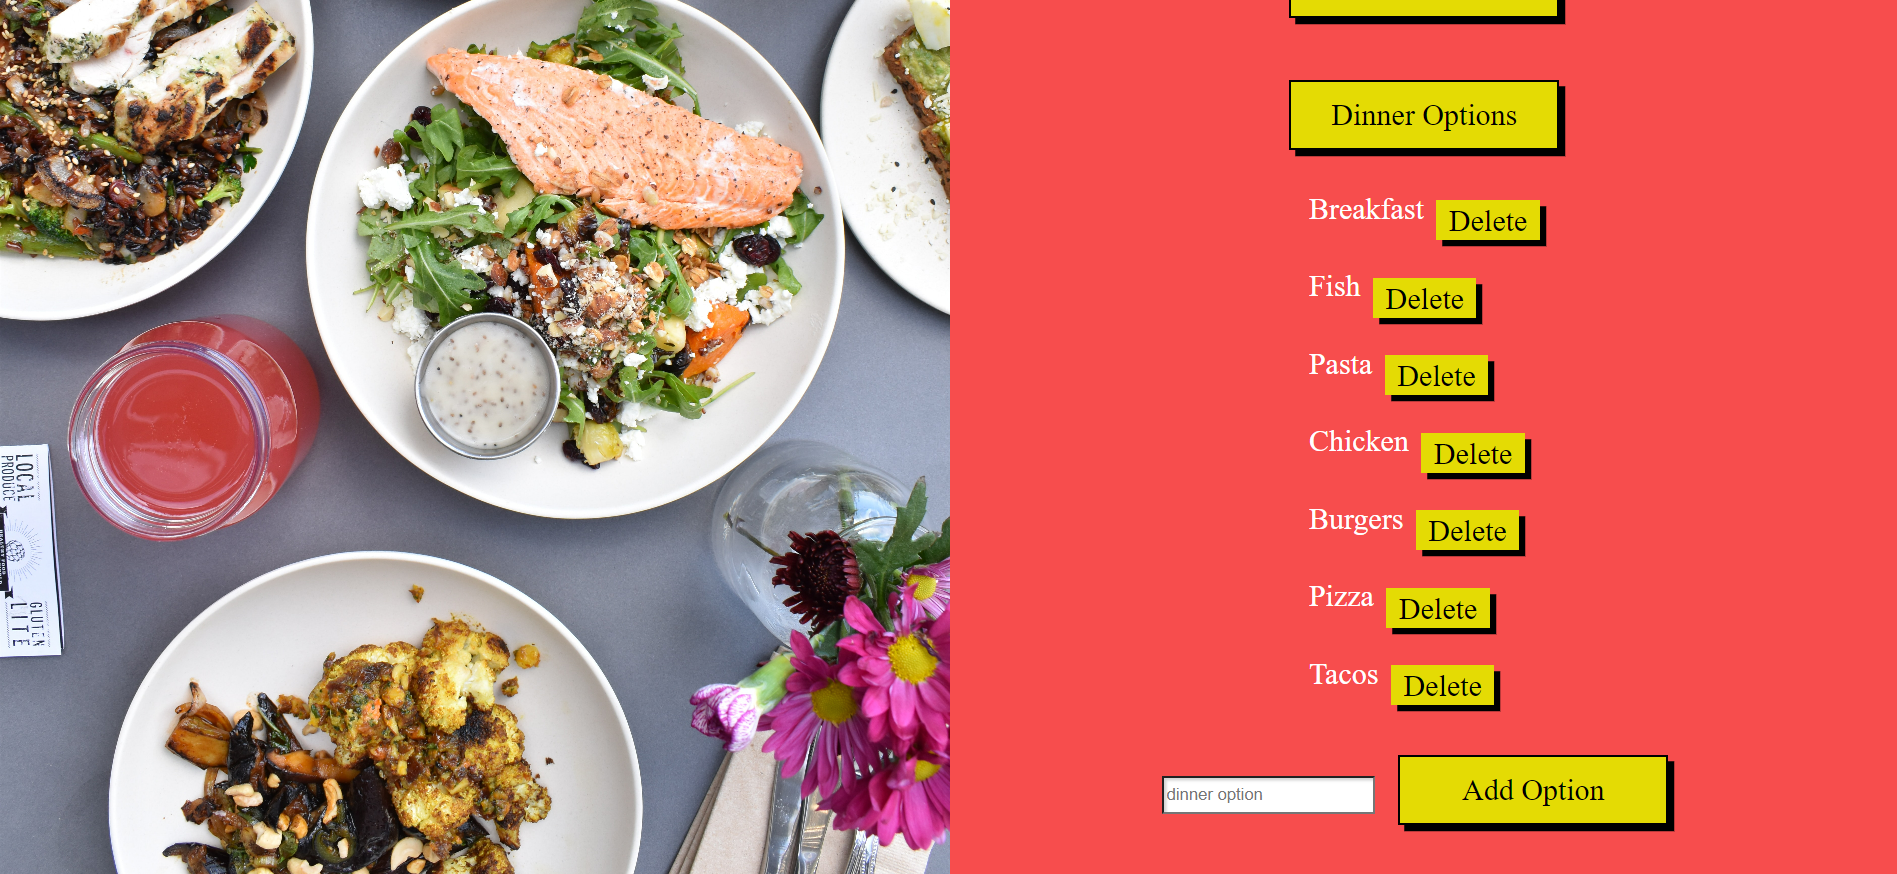 LOCAL
PRODUCE
GLUTEN
LITE
Dinner Options
Breakfast Delete
Fish Delete
Pasta Delete
Chicken Delete
Burgers Delete
Pizza Delete
Tacos Delete
dinner option Add Option